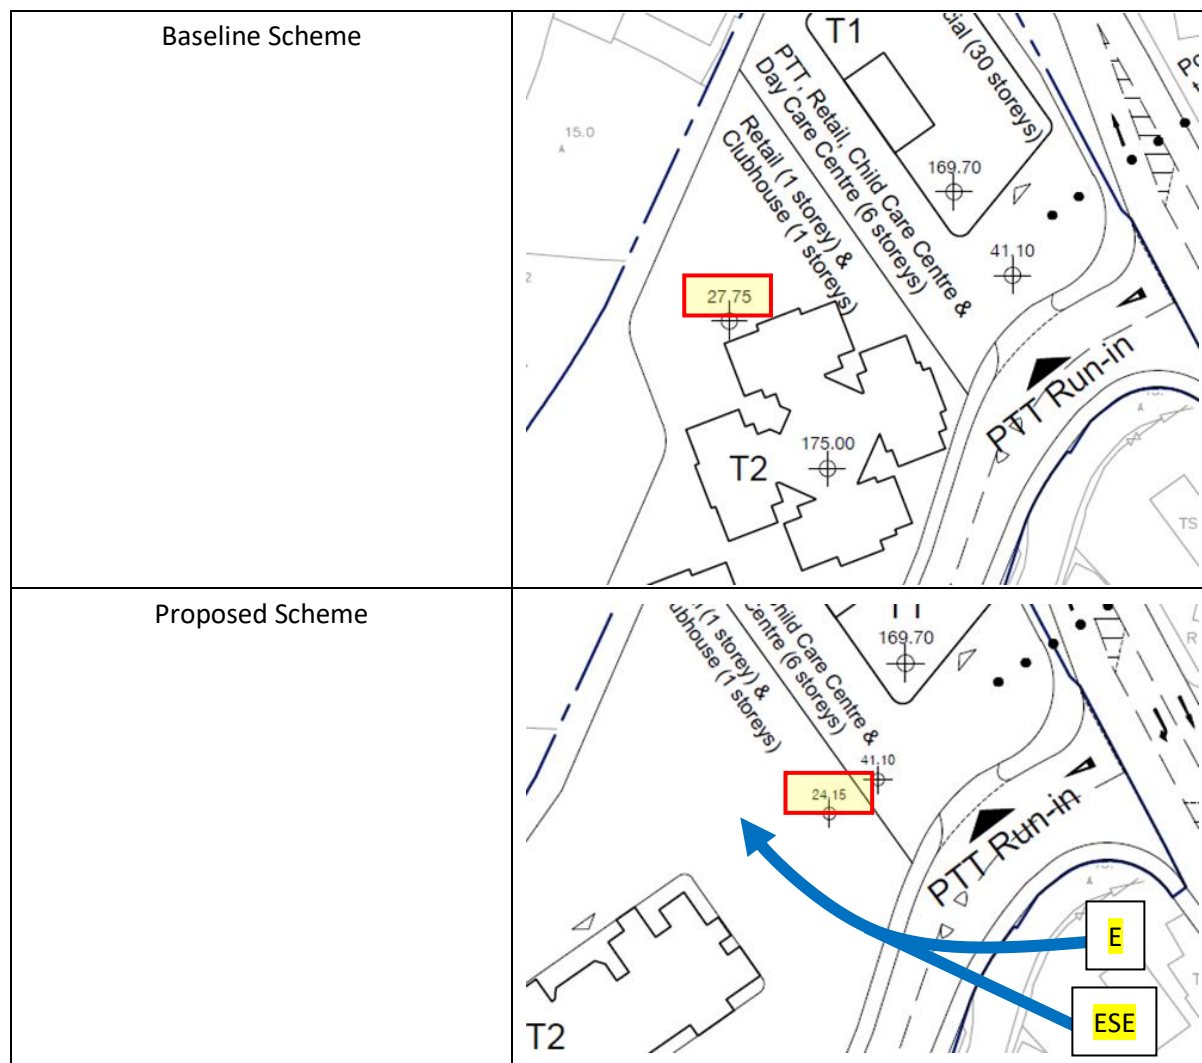 Baseline Scheme
T1
cial (30 storeys)
PTT, Retail, Child Care Centre &
Day Care Centre (6 storeys)
Retail (1 storey) &
Clubhouse (1 storeys)
15.0
169.70
41.10
27.75
PTT Run-in
175.00
T2
TS
Proposed Scheme
T1
169.70
hild Care Centre &
Centre (6 storeys)
(1 storey) &
ubhouse (1 storeys)
41.10
24.15
PTT Run-in
R
E
ESE
T2